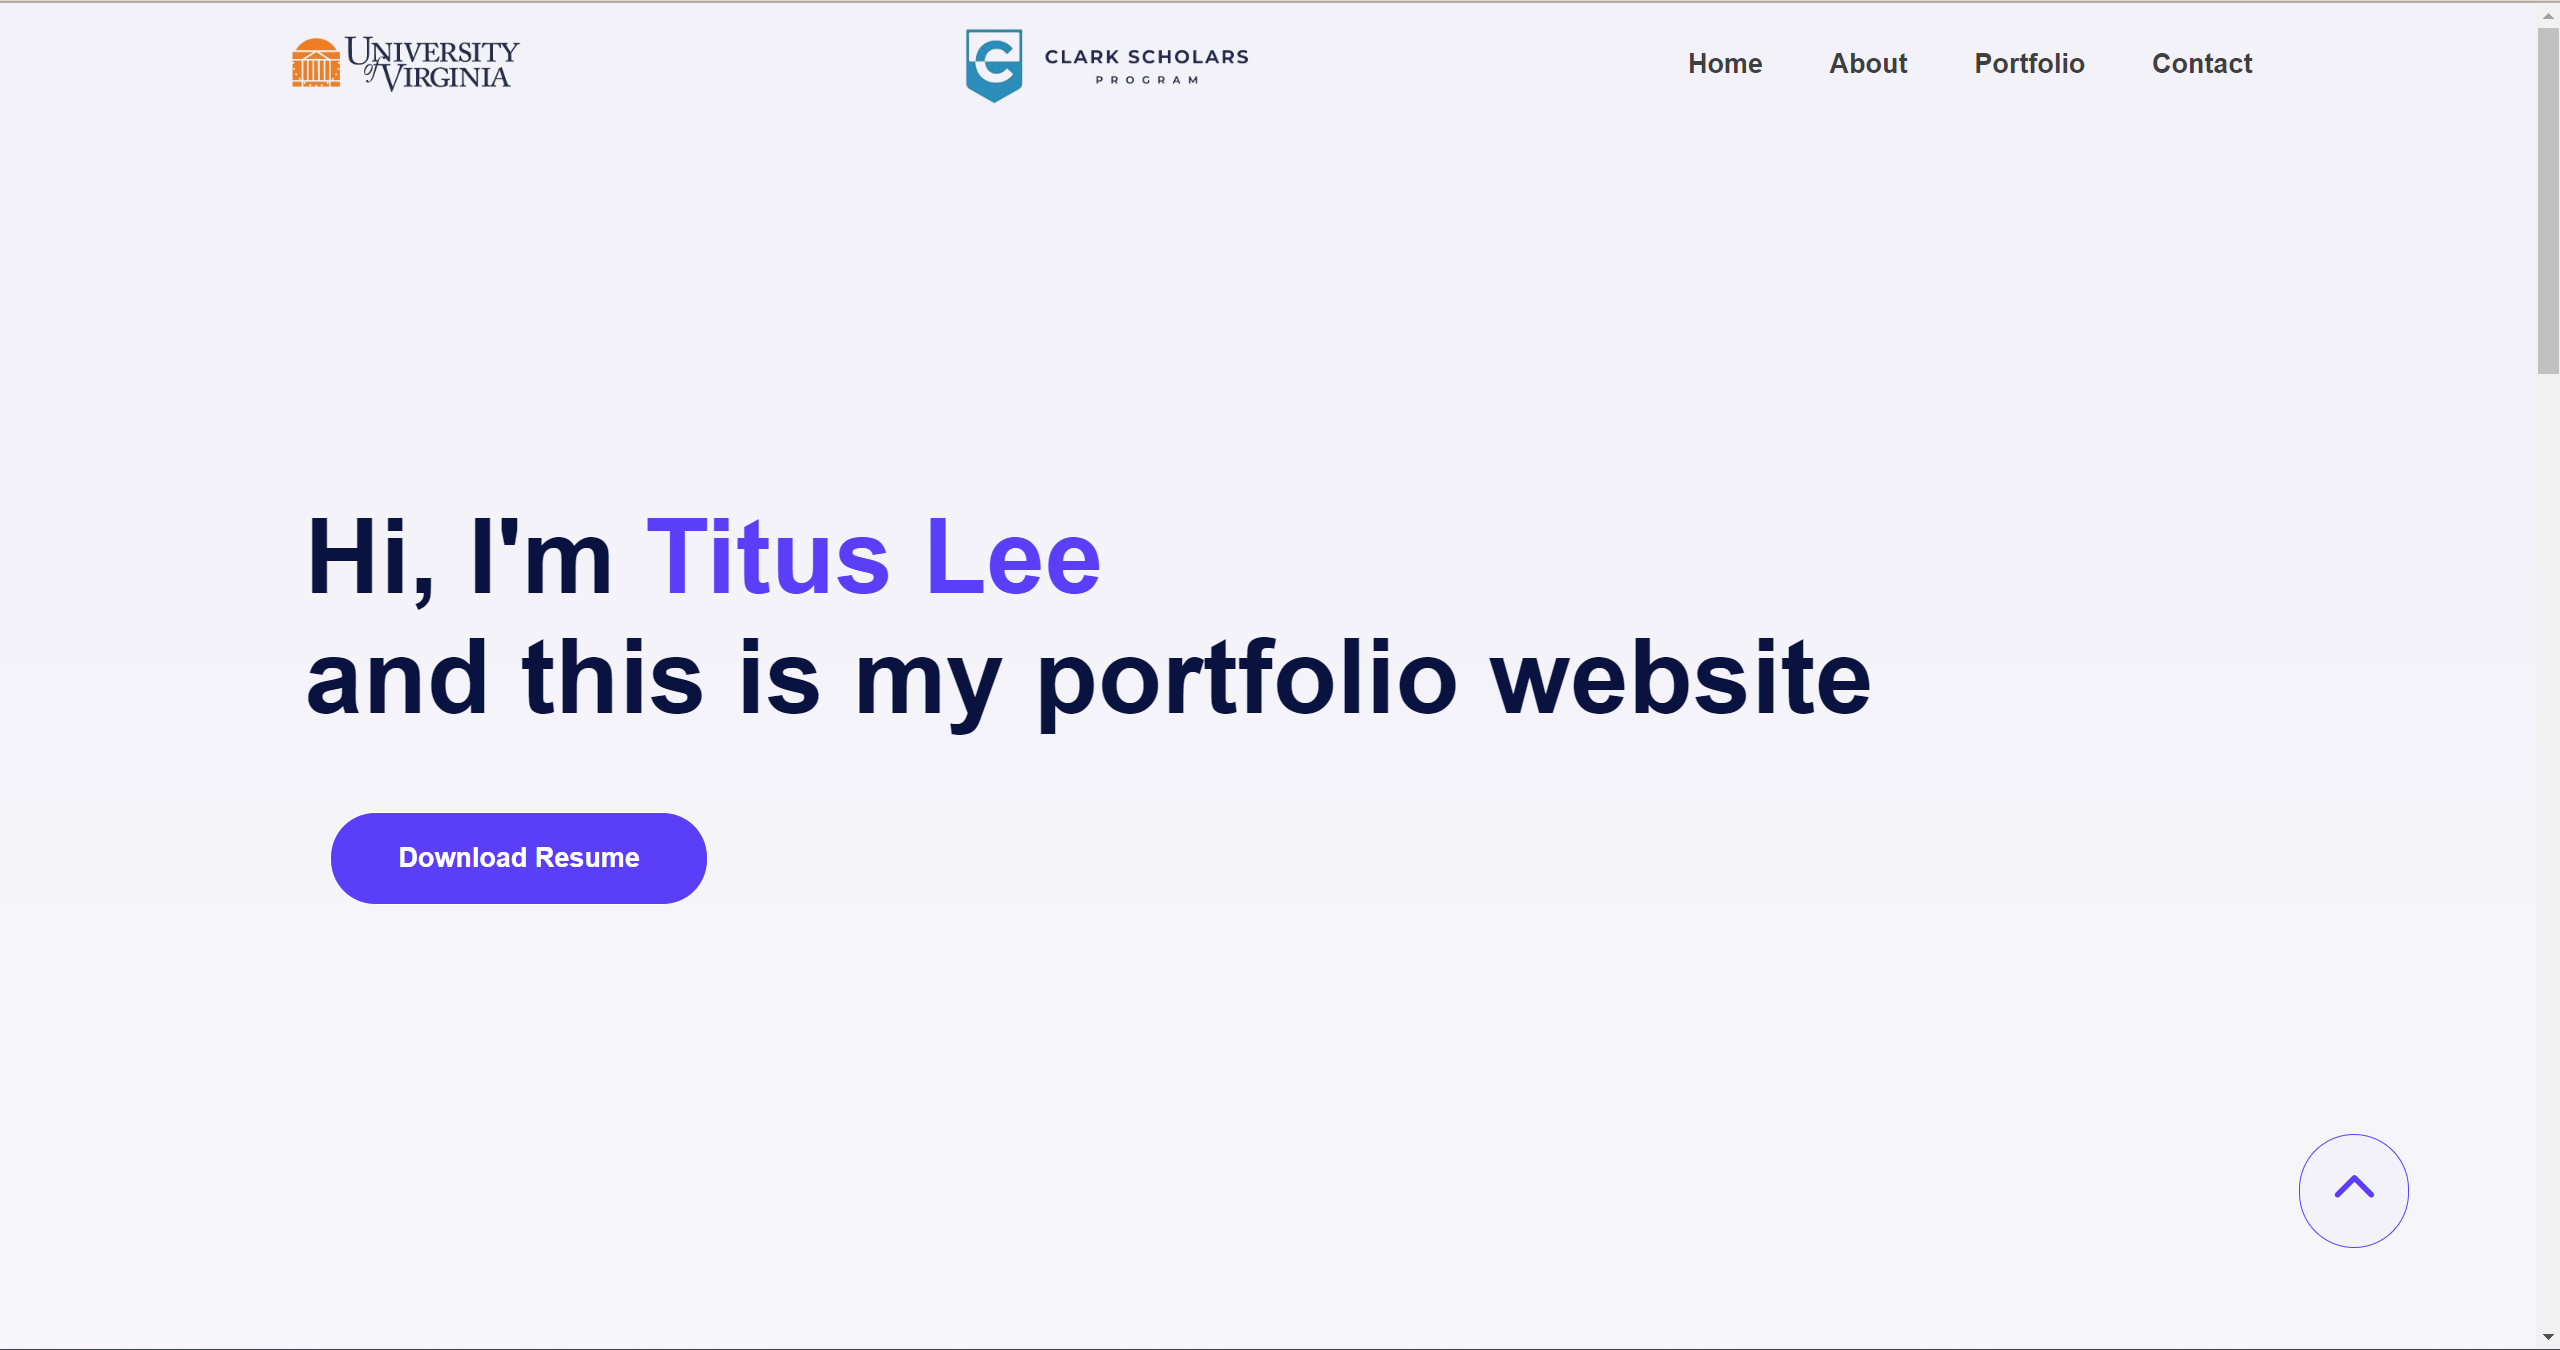 UNIVERSITY
of VIRGINIA
CLARK SCHOLARS
PROGRAM
Home About Portfolio Contact
Hi, I'm Titus Lee
and this is my portfolio website
Download Resume